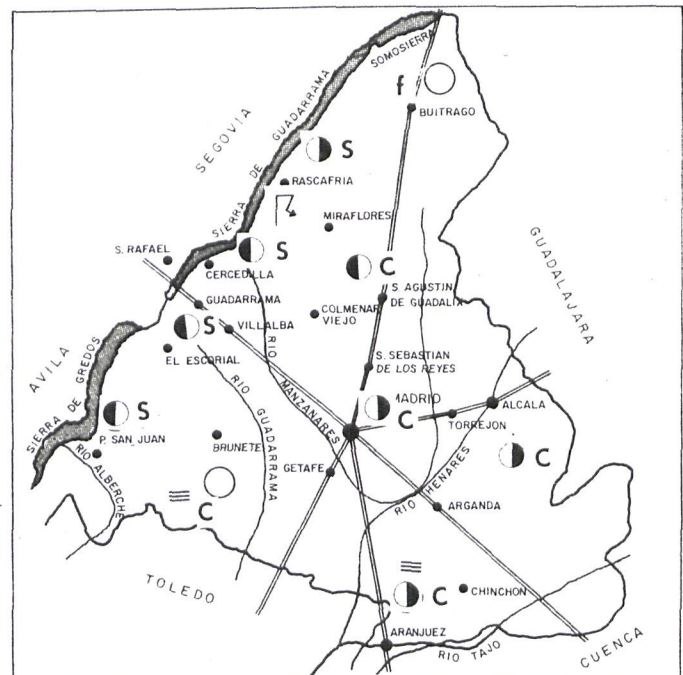 SOMOSIERRA
f
BUITRAGO
SEGOVIA
SIERRA DE GUADARRAMA
S
RASCAFRIA
MIRAFLORES
S. RAFAEL
S
CERCEDILLA
C
GUADALAJARA
S. AGUSTIN
DE GUADALIX
GUADARRAMA
COLMENAR
VIEJO
S
VILLALBA
EL ESCORIAL
S. SEBASTIAN
DE LOS REYES
AVILA
SIERRA DE GREDOS
RIO MANZANARES
RIO GUADARRAMA
MADRID
C
ALCALA
TORREJON
S
P. SAN JUAN
BRUNETE
C
RIO ALBERCHE
GETAFE
RIO HENARES
ARGANDA
C
TOLEDO
C
CHINCHON
ARANJUEZ
RIO TAJO
CUENCA